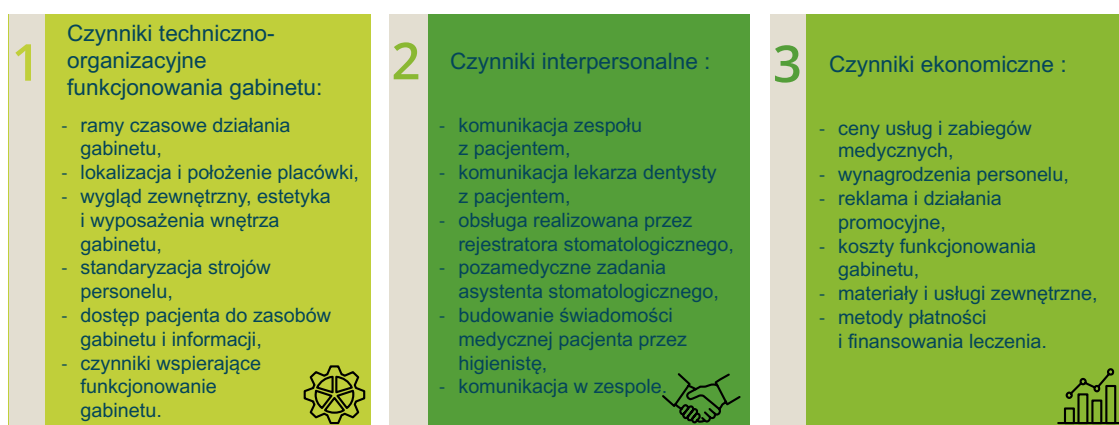 1
Czynniki techniczno-
organizacyjne
funkcjonowania gabinetu:
- ramy czasowe działania
gabinetu,
- lokalizacja i położenie placówki,
- wygląd zewnętrzny, estetyka
i wyposażenia wnętrza
gabinetu,
- standaryzacja strojów
personelu,
- dostęp pacjenta do zasobów
gabinetu i informacji,
- czynniki wspierające
funkcjonowanie
gabinetu.
2
Czynniki interpersonalne :
- komunikacja zespołu
z pacjentem,
- komunikacja lekarza dentysty
z pacjentem,
- obsługa realizowana przez
rejestratora stomatologicznego,
- pozamedyczne zadania
asystenta stomatologicznego,
- budowanie świadomości
medycznej pacjenta przez
higienistę,
- komunikacja w zespole.
3
Czynniki ekonomiczne :
- ceny usług i zabiegów
medycznych,
- wynagrodzenia personelu,
- reklama i działania
promocyjne,
- koszty funkcjonowania
gabinetu,
- materiały i usługi zewnętrzne,
- metody płatności
i finansowania leczenia.